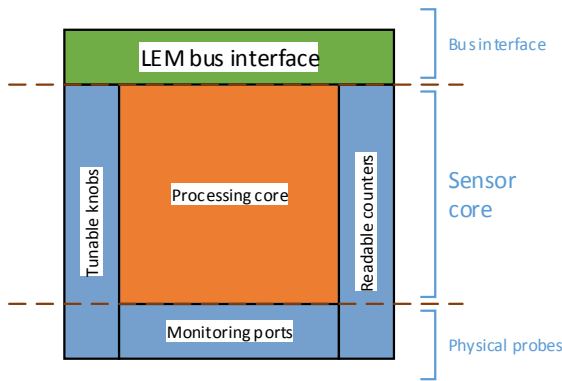 LEM bus interface
Bus interface
Tunable knobs
Processing core
Readable counters
Sensor
core
Monitoring ports
Physical probes